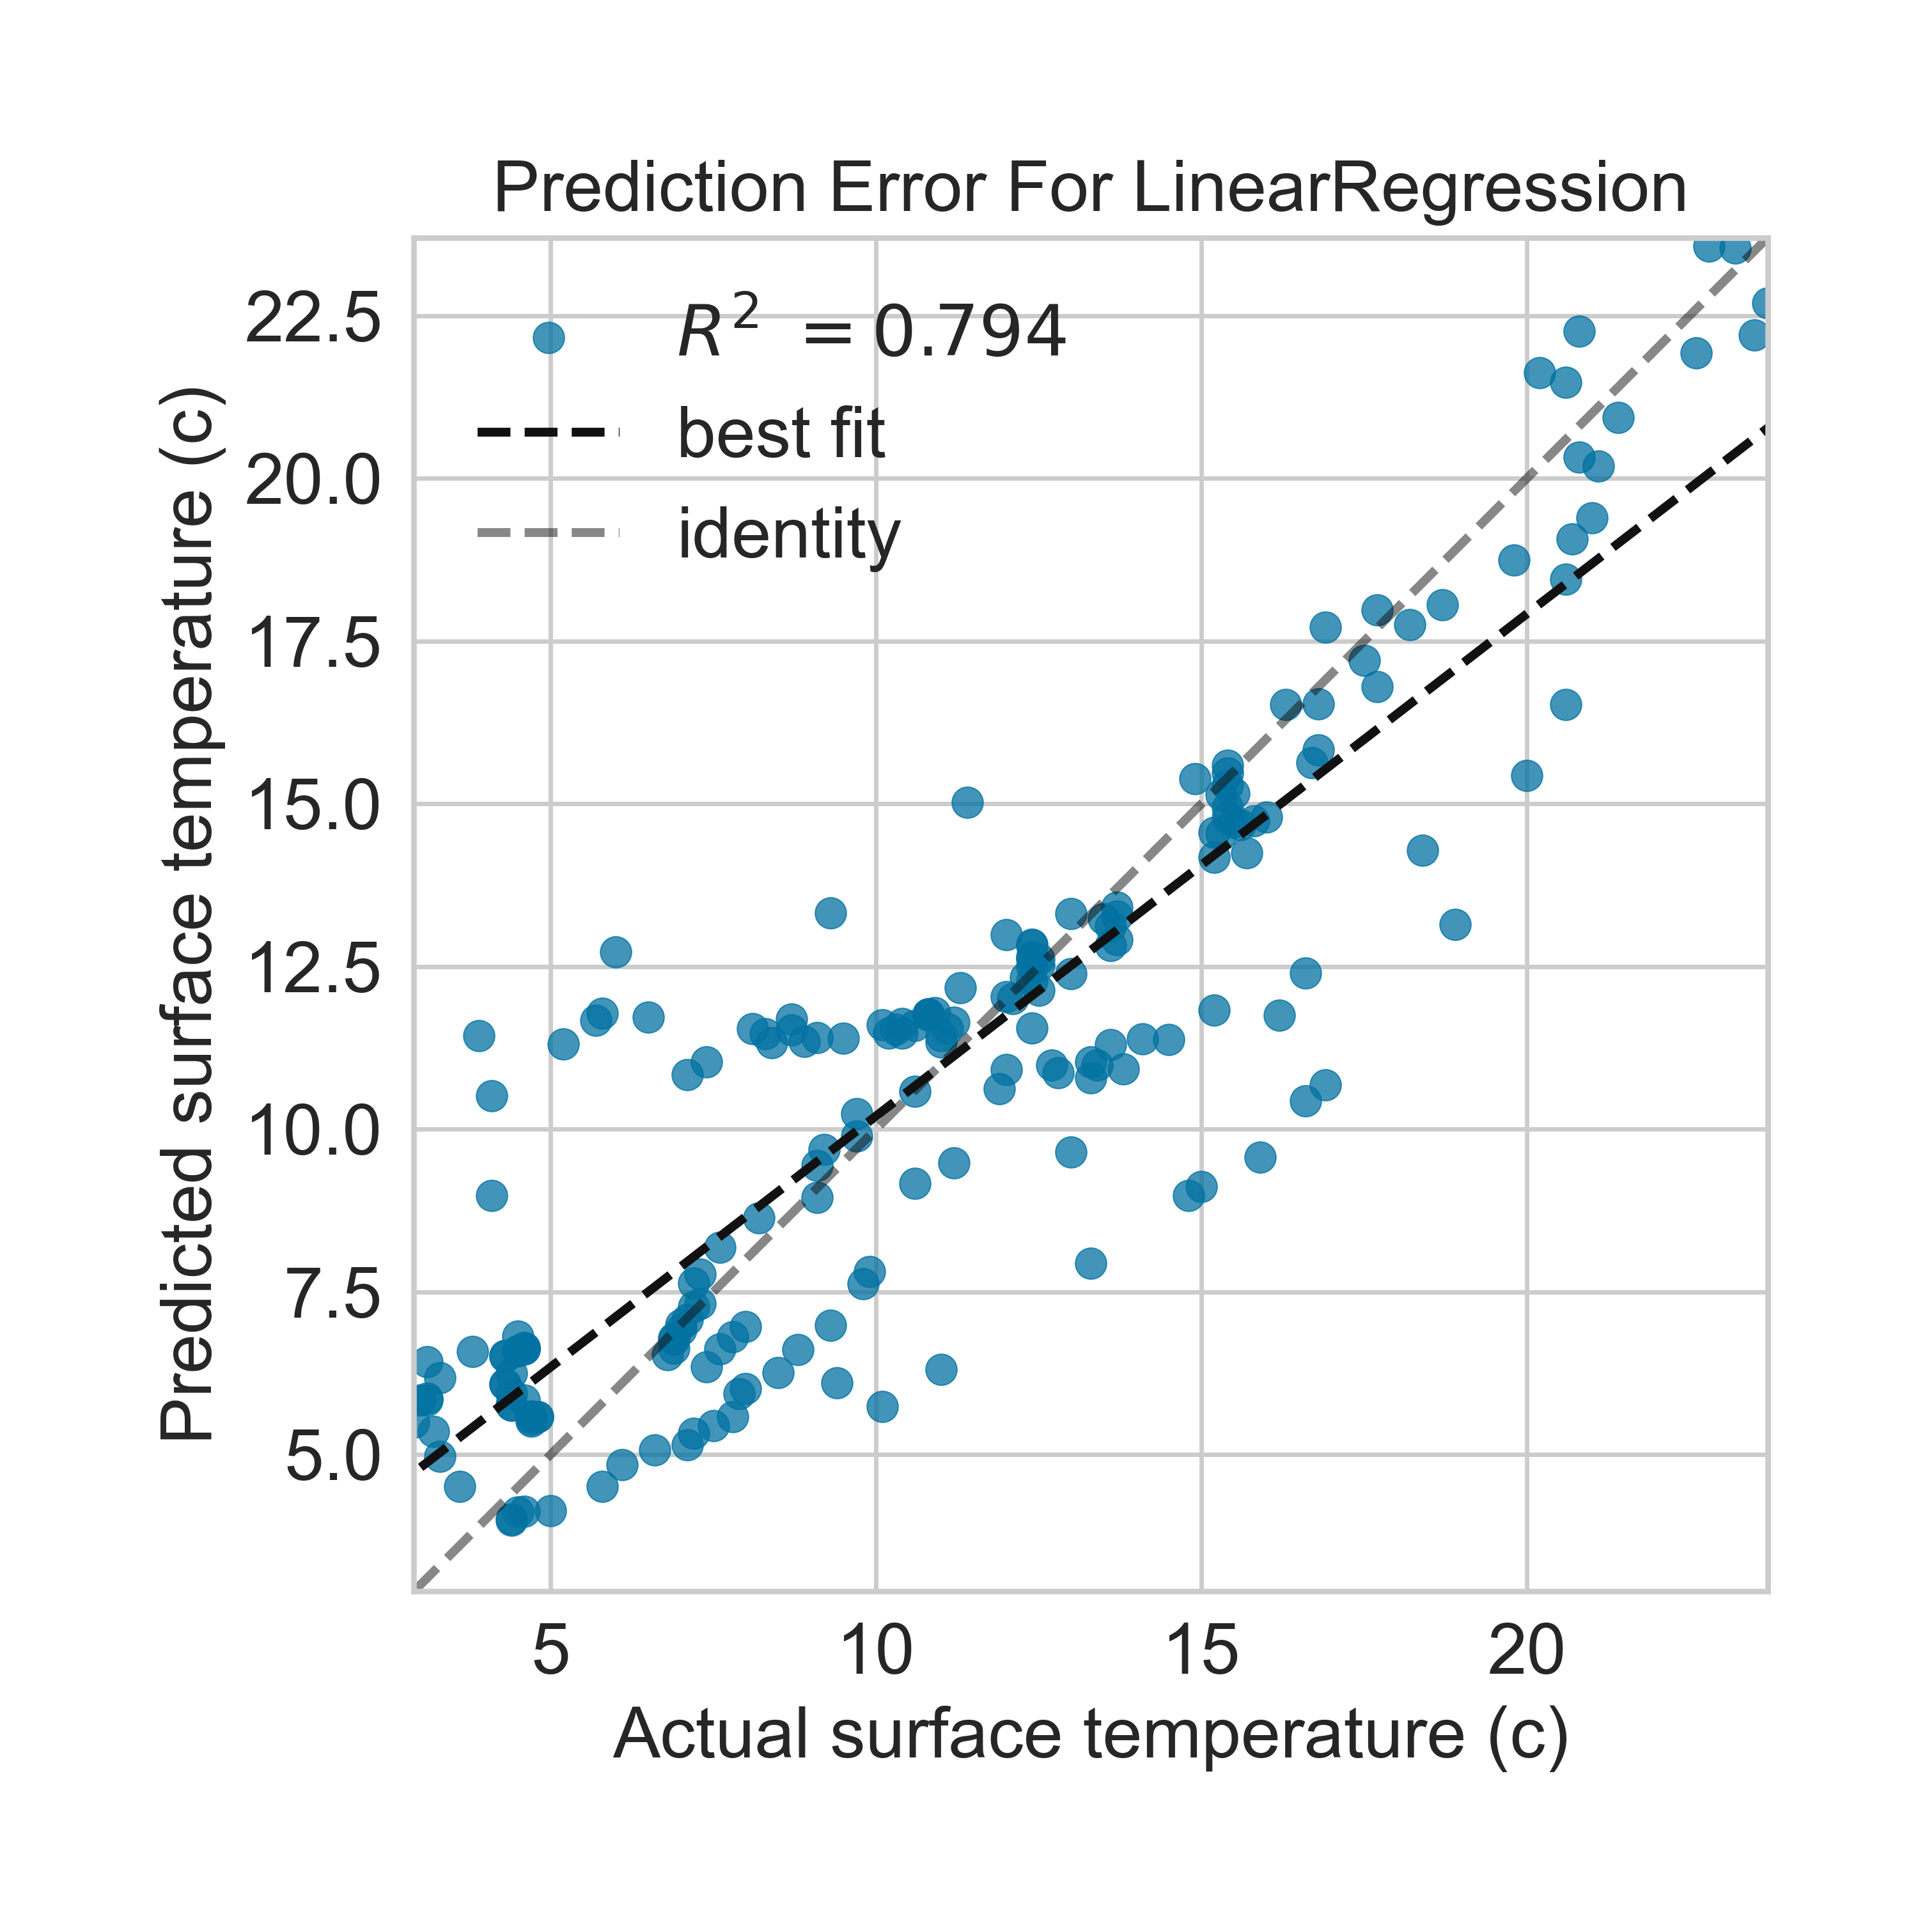 Prediction Error For LinearRegression
R² = 0.794
best fit
identity
22.5
20.0
17.5
15.0
12.5
10.0
7.5
5.0
Predicted surface temperature (c)
5 10 15 20
Actual surface temperature (c)